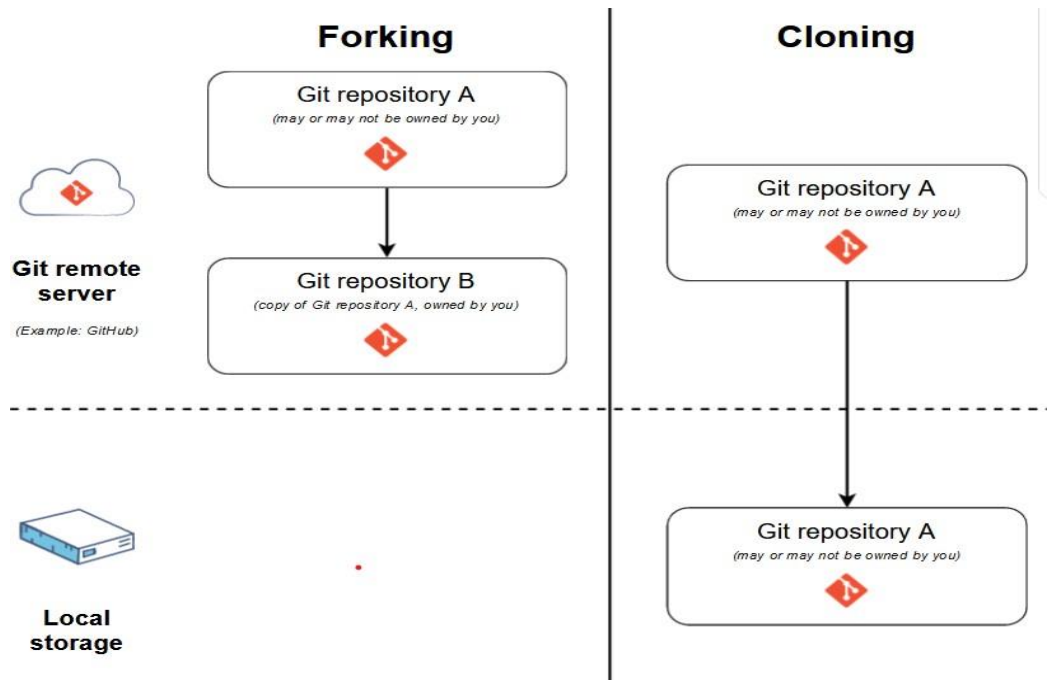 Forking
Git repository A
(may or may not be owned by you)
Git repository B
(copy of Git repository A, owned by you)
Cloning
Git repository A
(may or may not be owned by you)
Git repository A
(may or may not be owned by you)
Git remote
server
(Example: GitHub)
Local
storage